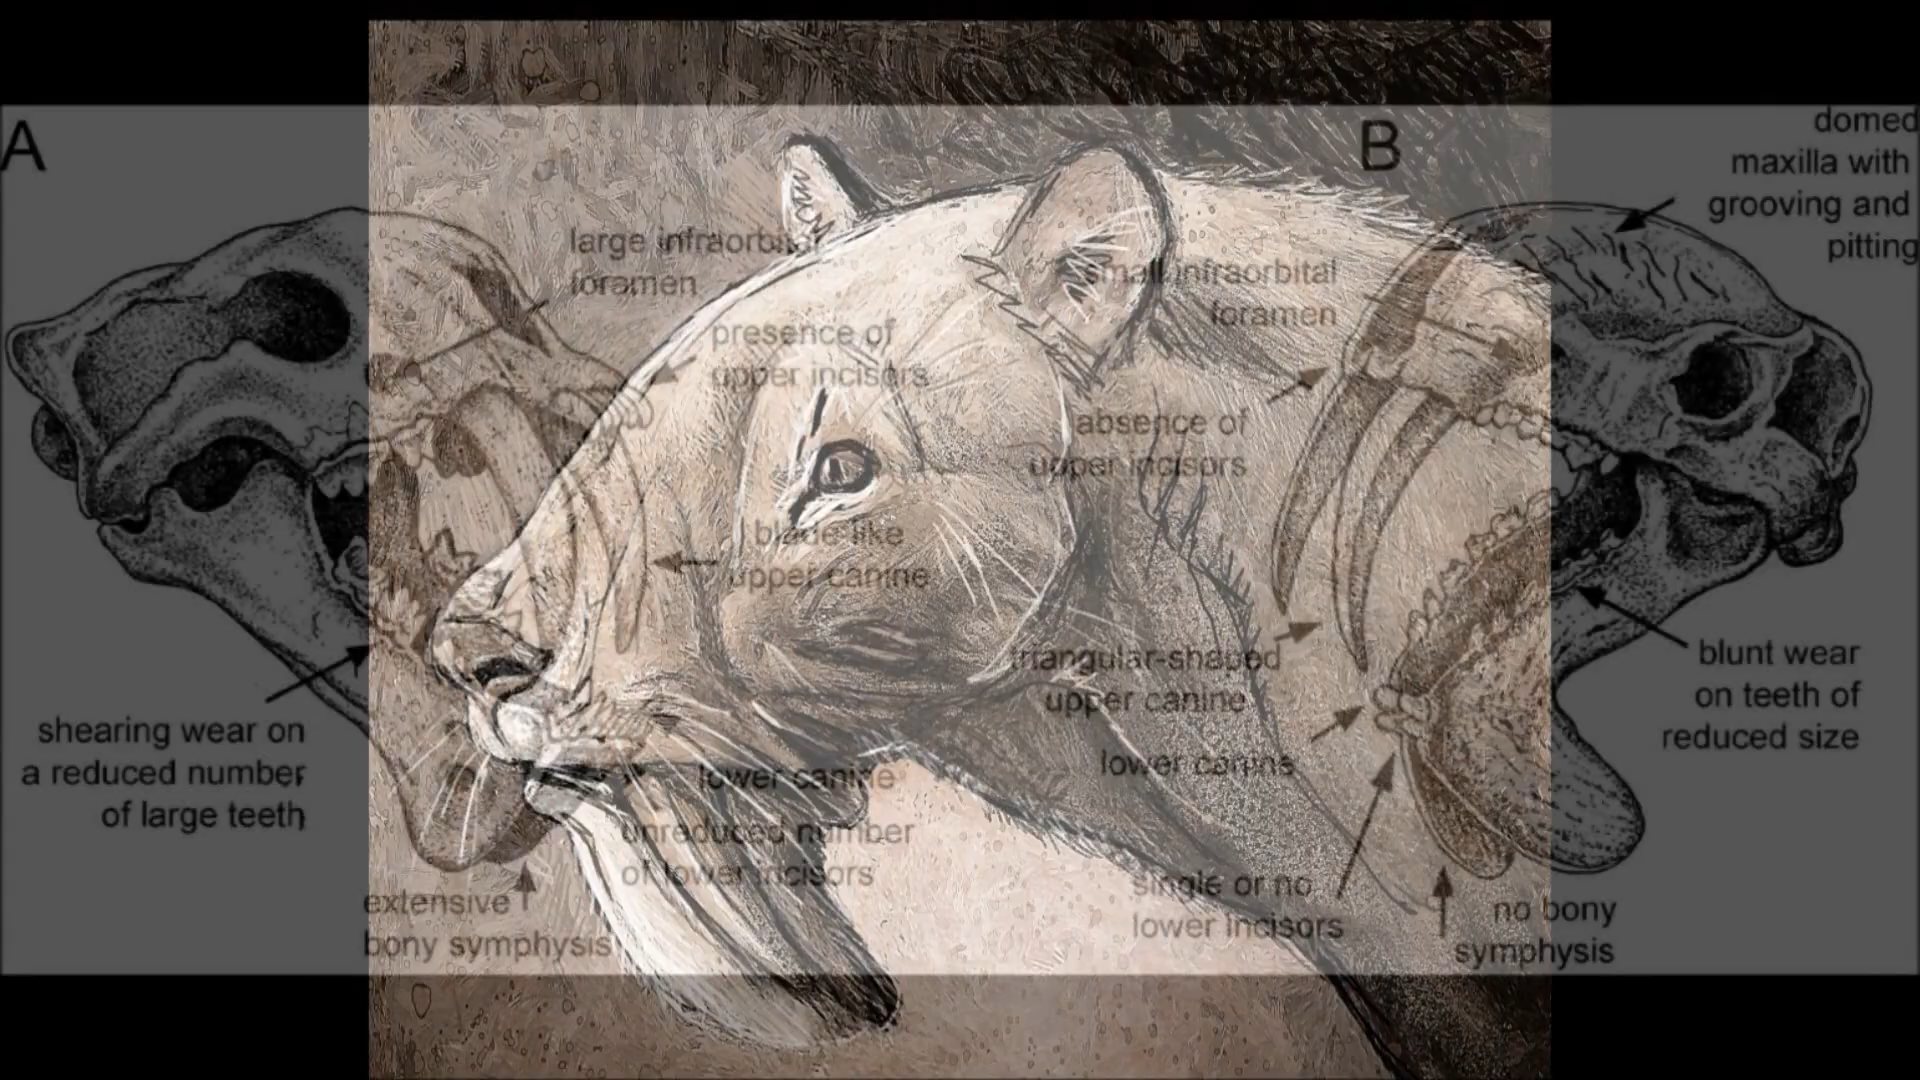 A
large infraorbital
foramen
presence of
upper incisors
blade-like
upper canine
lower canine
unreduced number
of lower incisors
extensive
bony symphysis
shearing wear on
a reduced number
of large teeth
B
domed
maxilla with
grooving and
pitting
small infraorbital
foramen
absence of
upper incisors
triangular-shaped
upper canine
lower canine
single or no
lower incisors
no bony
symphysis
blunt wear
on teeth of
reduced size